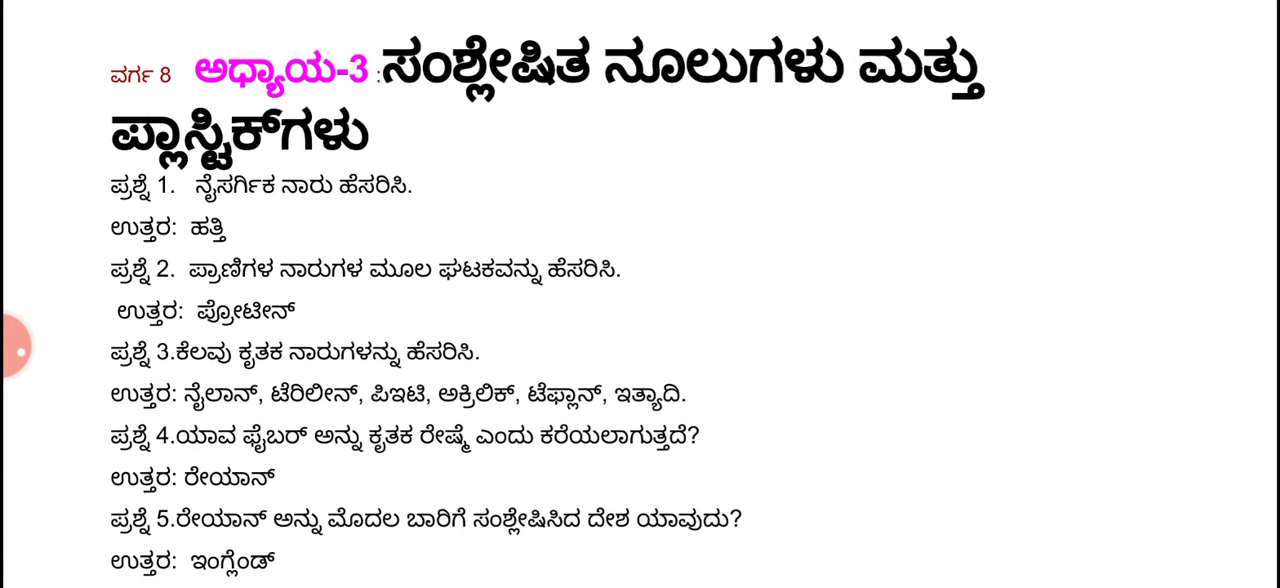 ವರ್ಗ 8 ಅಧ್ಯಾಯ-3 :ಸಂಶ್ಲೇಷಿತ ನೂಲುಗಳು ಮತ್ತು
ಪ್ಲಾಸ್ಟಿಕ್‌ಗಳು
ಪ್ರಶ್ನೆ 1. ನೈಸರ್ಗಿಕ ನಾರು ಹೆಸರಿಸಿ.
ಉತ್ತರ: ಹತ್ತಿ
ಪ್ರಶ್ನೆ 2. ಪ್ರಾಣಿಗಳ ನಾರುಗಳ ಮೂಲ ಘಟಕವನ್ನು ಹೆಸರಿಸಿ.
ಉತ್ತರ: ಪ್ರೋಟೀನ್
ಪ್ರಶ್ನೆ 3.ಕೆಲವು ಕೃತಕ ನಾರುಗಳನ್ನು ಹೆಸರಿಸಿ.
ಉತ್ತರ: ನೈಲಾನ್, ಟೆರಿಲೀನ್, ಪಿಇಟಿ, ಅಕ್ರಿಲಿಕ್, ಟೆಫ್ಲಾನ್, ಇತ್ಯಾದಿ.
ಪ್ರಶ್ನೆ 4.ಯಾವ ಫೈಬರ್ ಅನ್ನು ಕೃತಕ ರೇಷ್ಮೆ ಎಂದು ಕರೆಯಲಾಗುತ್ತದೆ?
ಉತ್ತರ: ರೇಯಾನ್
ಪ್ರಶ್ನೆ 5.ರೇಯಾನ್ ಅನ್ನು ಮೊದಲ ಬಾರಿಗೆ ಸಂಶ್ಲೇಷಿಸಿದ ದೇಶ ಯಾವುದು?
ಉತ್ತರ: ಇಂಗ್ಲೆಂಡ್